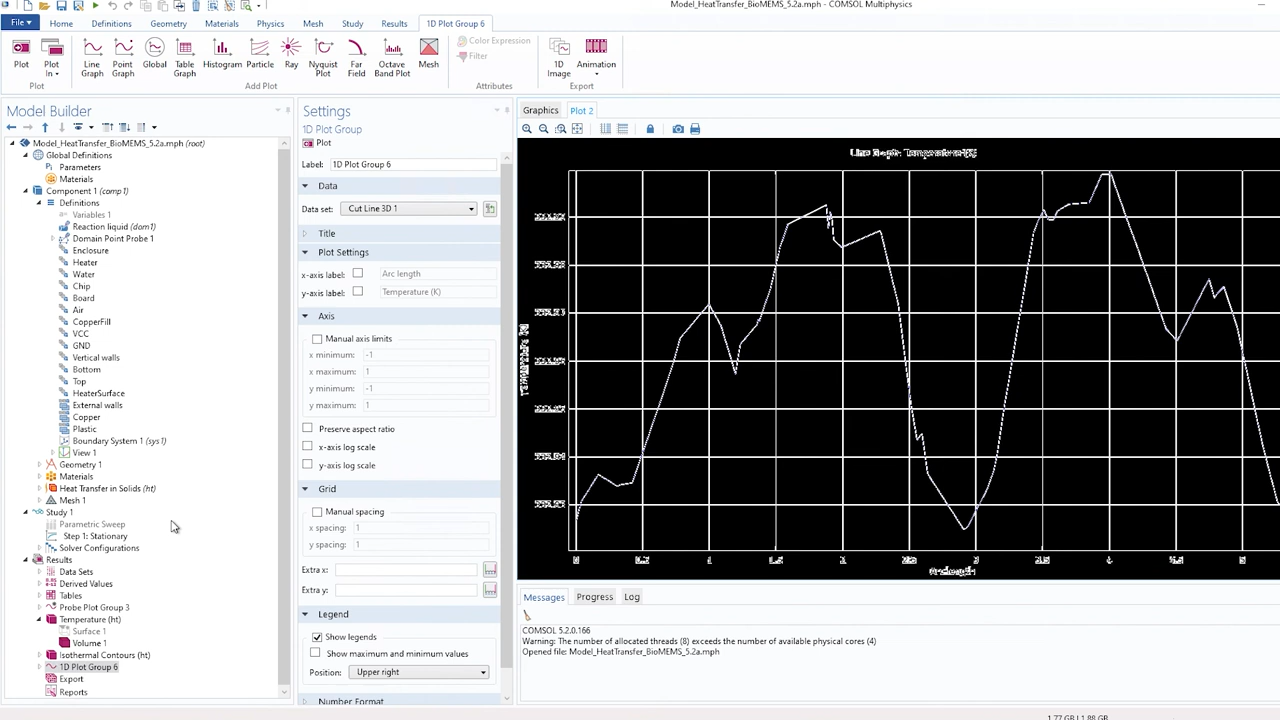 Model_HeatTransfer_BioMEMS_5.2a.mph - COMSOL Multiphysics
File
Home
Definitions
Geometry
Materials
Physics
Mesh
Study
Results
1D Plot Group 6
Plot
Plot In
Line Graph
Point Graph
Global
Table Graph
Histogram
Particle
Ray
Nyquist Plot
Far Field
Octave Band Plot
Mesh
Color Expression
Filter
1D Image
Animation
Plot
Add Plot
Attributes
Export
Model Builder
Model_HeatTransfer_BioMEMS_5.2a.mph (root)
Global Definitions
Parameters
Materials
Component 1 (comp1)
Definitions
Variables 1
Reaction liquid (dom1)
Domain Point Probe 1
Enclosure
Heater
Water
Chip
Board
Air
CopperFill
VCC
GND
Vertical walls
Bottom
Top
HeaterSurface
External walls
Copper
Plastic
Boundary System 1 (sys1)
View 1
Geometry 1
Materials
Heat Transfer in Solids (ht)
Mesh 1
Study 1
Parametric Sweep
Step 1: Stationary
Solver Configurations
Results
Data Sets
Derived Values
Tables
Probe Plot Group 3
Temperature (ht)
Surface 1
Volume 1
Isothermal Contours (ht)
1D Plot Group 6
Export
Reports
Settings
1D Plot Group
Plot
Label: 1D Plot Group 6
Data
Data set: Cut Line 3D 1
Title
Plot Settings
x-axis label: Arc length
y-axis label: Temperature (K)
Axis
Manual axis limits
x minimum: -1
x maximum: 1
y minimum: -1
y maximum: 1
Preserve aspect ratio
x-axis log scale
y-axis log scale
Grid
Manual spacing
x spacing: 1
y spacing: 1
Extra x:
Extra y:
Legend
Show legends
Show maximum and minimum values
Position: Upper right
Number Format
Graphics
Plot 2
Line Graph: Temperature (K)
Temperature (K)
Arc length
Messages
Progress
Log
COMSOL 5.2.0.166
Warning: The number of allocated threads (8) exceeds the number of available physical cores (4)
Opened file: Model_HeatTransfer_BioMEMS_5.2a.mph
1.77 GB | 1.88 GB